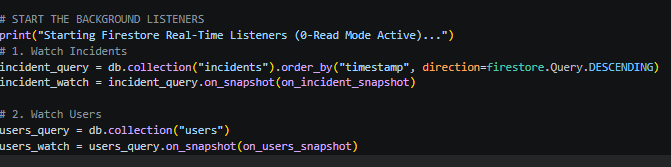 # START THE BACKGROUND LISTENERS
print("Starting Firestore Real-Time Listeners (0-Read Mode Active)...")
# 1. Watch Incidents
incident_query = db.collection("incidents").order_by("timestamp", direction=firestore.Query.DESCENDING)
incident_watch = incident_query.on_snapshot(on_incident_snapshot)

# 2. Watch Users
users_query = db.collection("users")
users_watch = users_query.on_snapshot(on_users_snapshot)